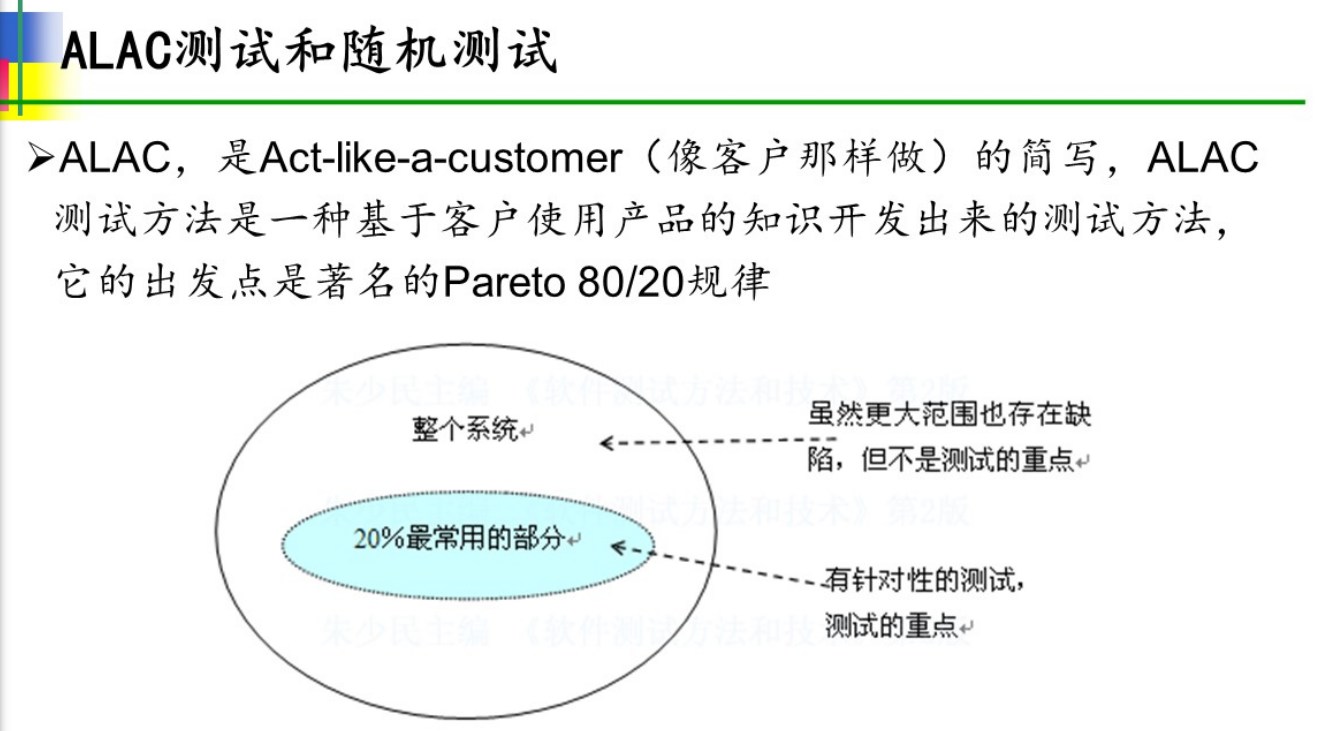 ALAC测试和随机测试
➢ALAC，是Act-like-a-customer（像客户那样做）的简写，ALAC
测试方法是一种基于客户使用产品的知识开发出来的测试方法，
它的出发点是著名的Pareto 80/20规律
朱少民主编 《软件测试方法和技术》第2版
整个系统↵
虽然更大范围也存在缺
陷，但不是测试的重点↵
朱少民主编 《软件测试方法和技术》第2版
20%最常用的部分↵
有针对性的测试，
测试的重点↵
朱少民主编 《软件测试方法和技术》第2版